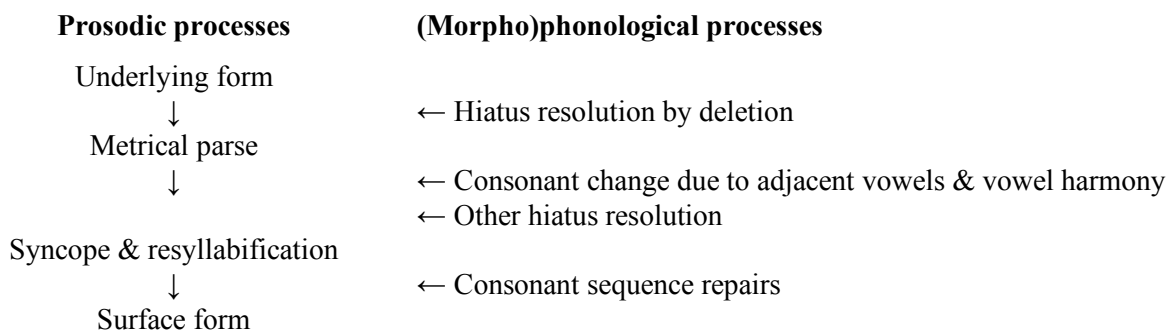 Prosodic processes (Morpho)phonological processes
Underlying form
↓ ← Hiatus resolution by deletion
Metrical parse
↓ ← Consonant change due to adjacent vowels & vowel harmony
← Other hiatus resolution
Syncope & resyllabification
↓ ← Consonant sequence repairs
Surface form